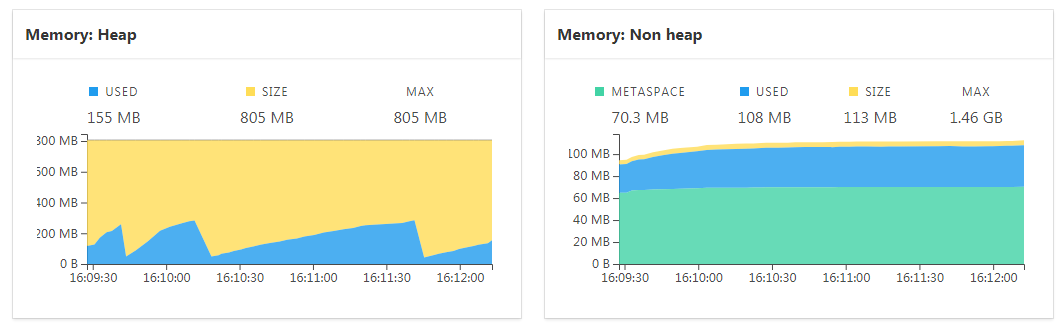 Memory: Heap
USED SIZE MAX
155 MB 805 MB 805 MB
800 MB
600 MB
400 MB
200 MB
0 B
16:09:30 16:10:00 16:10:30 16:11:00 16:11:30 16:12:00
Memory: Non heap
METASPACE USED SIZE MAX
70.3 MB 108 MB 113 MB 1.46 GB
100 MB
80 MB
60 MB
40 MB
20 MB
0 B
16:09:30 16:10:00 16:10:30 16:11:00 16:11:30 16:12:00